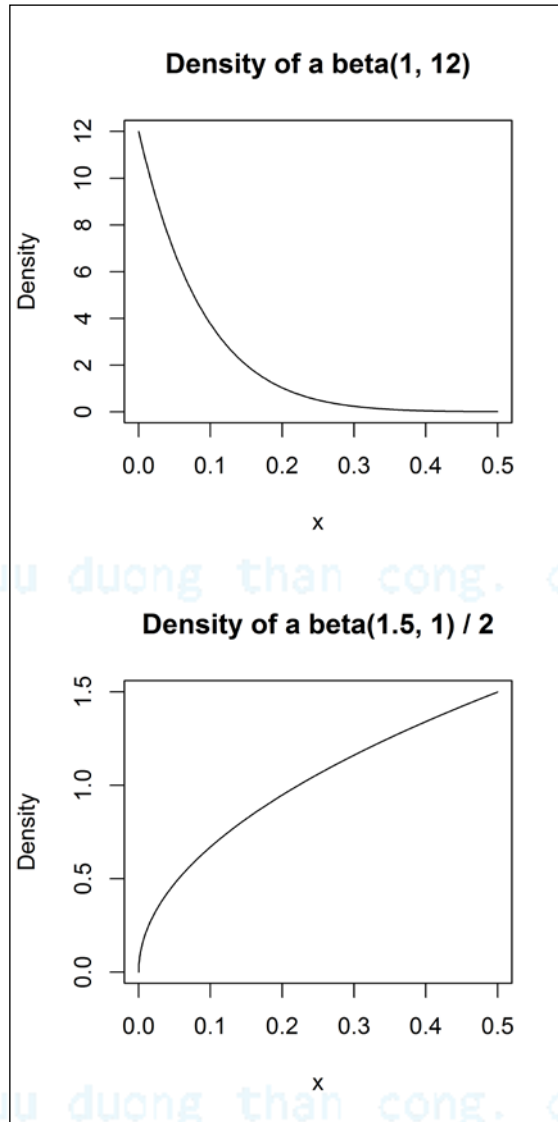 Density of a beta(1, 12)
12
10
8
6
4
2
0
Density
0.0 0.1 0.2 0.3 0.4 0.5
x
duong than cong.
Density of a beta(1.5, 1) / 2
1.5
1.0
0.5
0.0
Density
0.0 0.1 0.2 0.3 0.4 0.5
x
duong than cong.